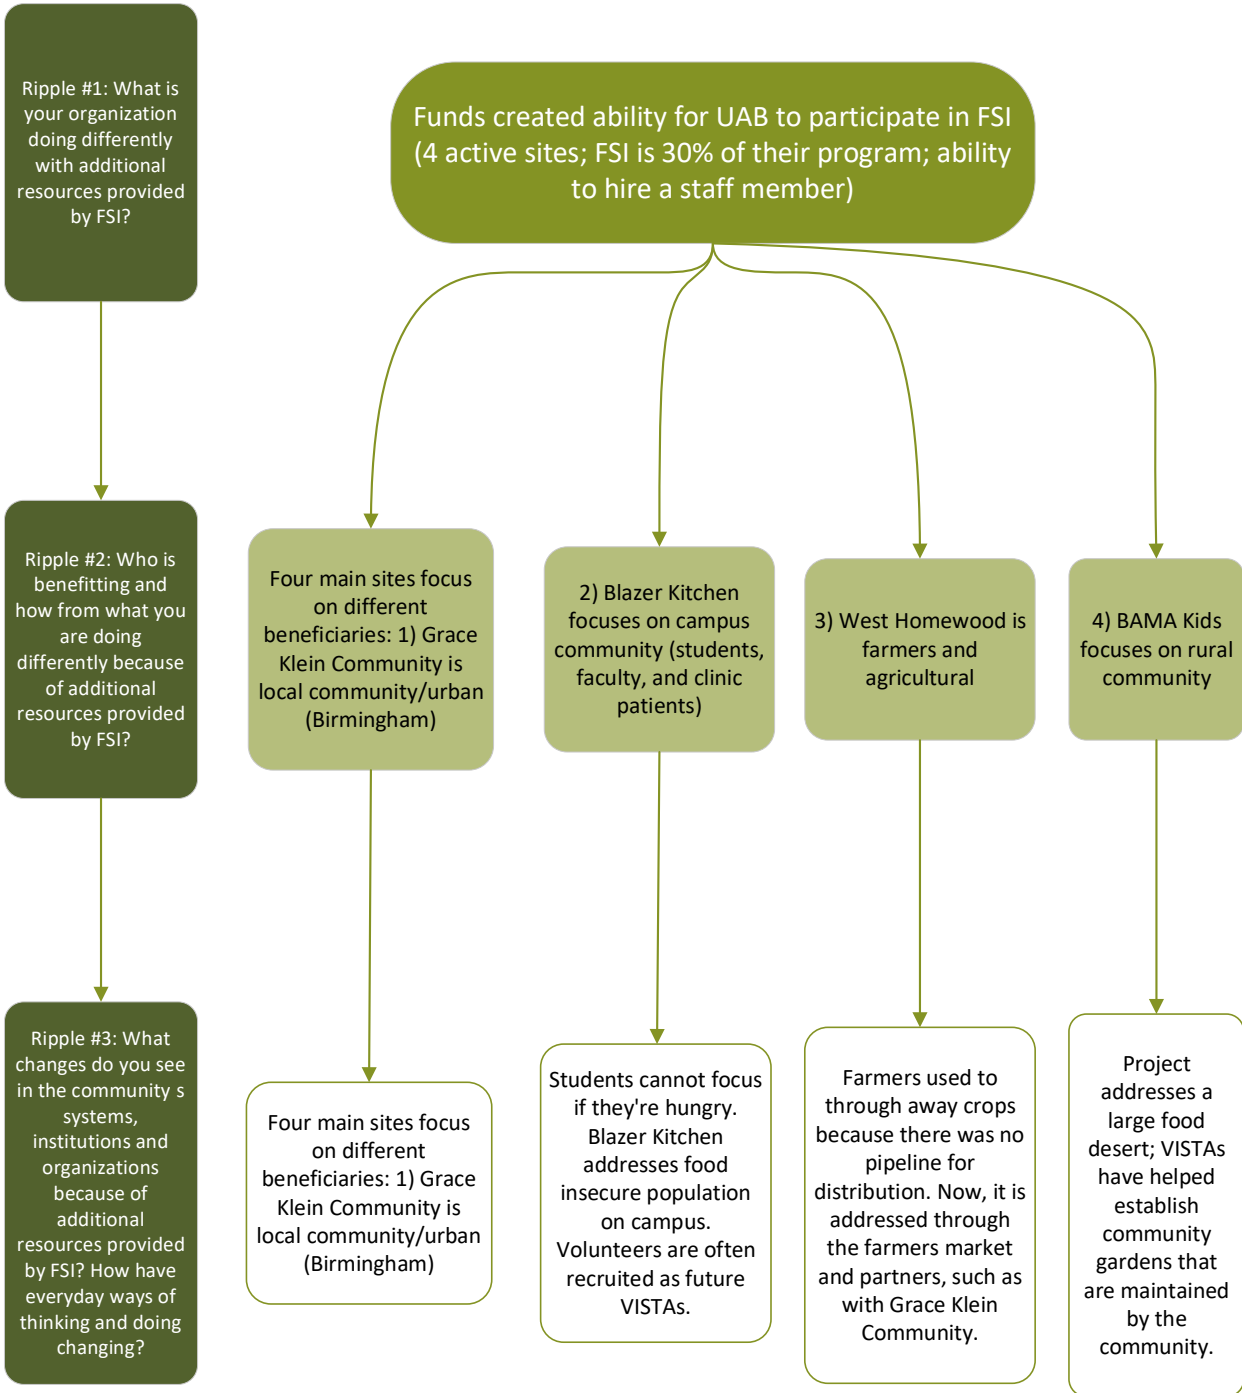 Ripple #1: What is
your organization
doing differently
with additional
resources provided
by FSI?
Funds created ability for UAB to participate in FSI
(4 active sites; FSI is 30% of their program; ability
to hire a staff member)
Ripple #2: Who is
benefitting and
how from what you
are doing
differently because
of additional
resources provided
by FSI?
Four main sites focus
on different
beneficiaries: 1) Grace
Klein Community is
local community/urban
(Birmingham)
2) Blazer Kitchen
focuses on campus
community (students,
faculty, and clinic
patients)
3) West Homewood is
farmers and
agricultural
4) BAMA Kids
focuses on rural
community
Ripple #3: What
changes do you see
in the community s
systems,
institutions and
organizations
because of
additional
resources provided
by FSI? How have
everyday ways of
thinking and doing
changing?
Four main sites focus
on different
beneficiaries: 1) Grace
Klein Community is
local community/urban
(Birmingham)
Students cannot focus
if they're hungry.
Blazer Kitchen
addresses food
insecure population
on campus.
Volunteers are often
recruited as future
VISTAs.
Farmers used to
through away crops
because there was no
pipeline for
distribution. Now, it is
addressed through
the farmers market
and partners, such as
with Grace Klein
Community.
Project
addresses a
large food
desert; VISTAs
have helped
establish
community
gardens that
are maintained
by the
community.